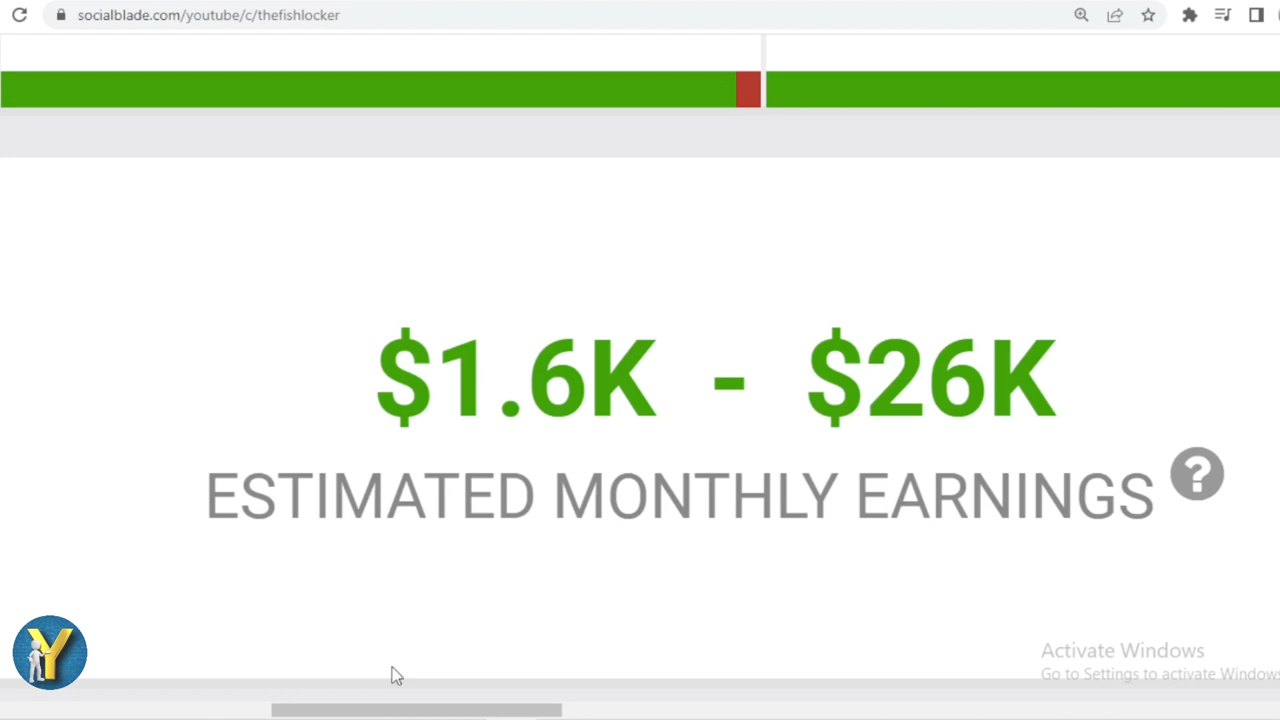 socialblade.com/youtube/c/thefishlocker
$1.6K - $26K
ESTIMATED MONTHLY EARNINGS ?
Y
Activate Windows
Go to Settings to activate Windows